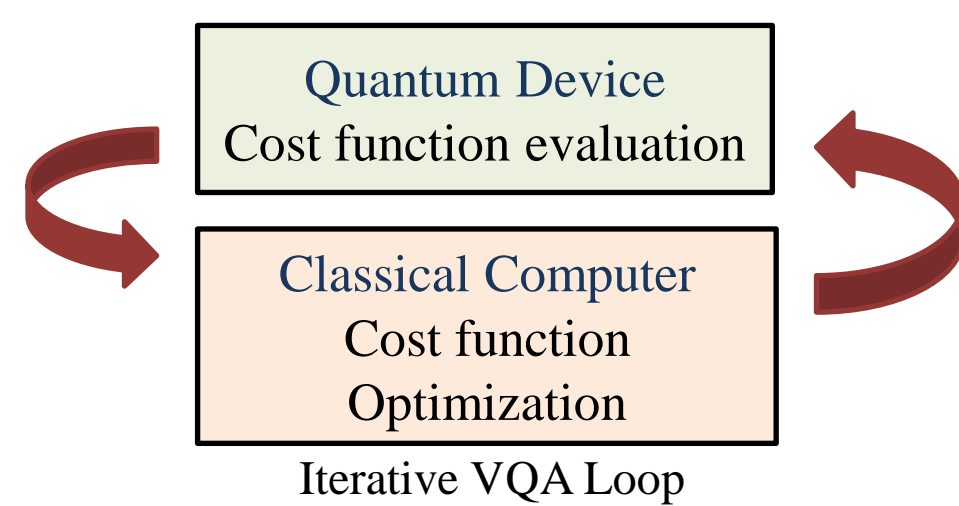 Quantum Device
Cost function evaluation
Classical Computer
Cost function
Optimization
Iterative VQA Loop